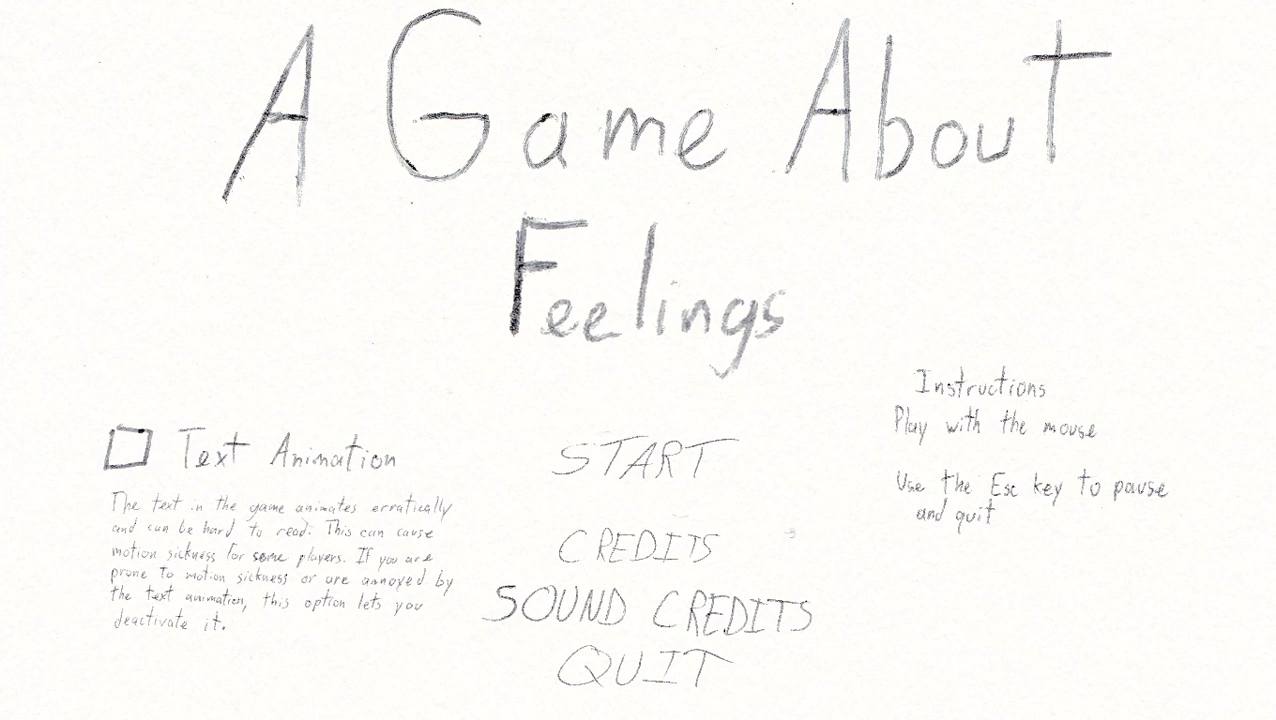 A Game About
Feelings
Text Animation
The text in the game animates erratically
and can be hard to read. This can cause
motion sickness for some players. If you are
prone to motion sickness or are annoyed by
the text animation, this option lets you
deactivate it.
START
CREDITS
SOUND CREDITS
QUIT
Instructions
Play with the mouse
Use the Esc key to pause
and quit